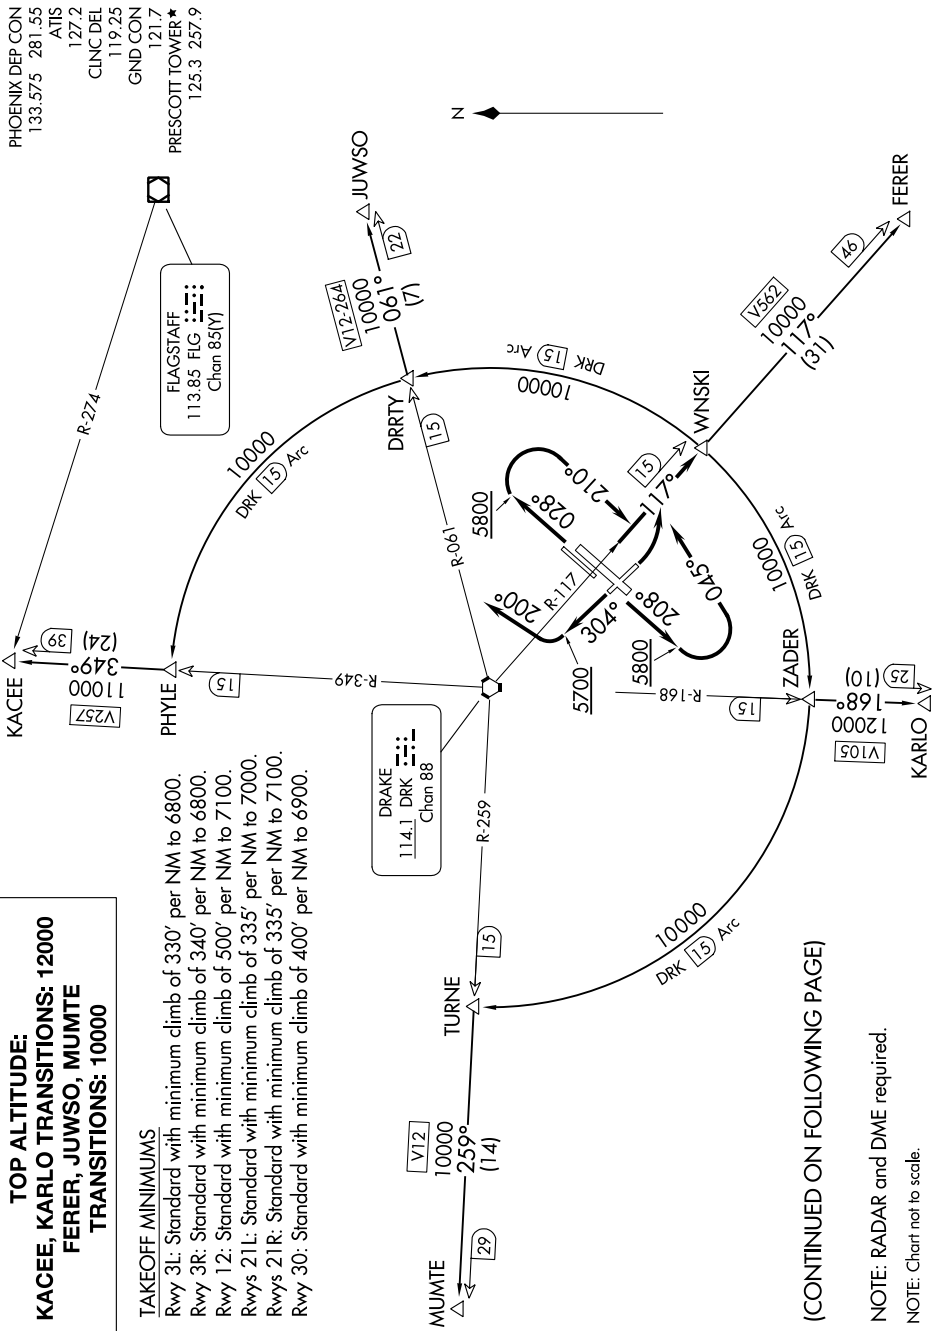 TOP ALTITUDE:
KACEE, KARLO TRANSITIONS: 12000
FERER, JUWSO, MUMTE
TRANSITIONS: 10000
PHOENIX DEP CON
133.575 281.55
ATIS
127.2
CLNC DEL
119.25
GND CON
121.7
PRESCOTT TOWER★
125.3 257.9
TAKEOFF MINIMUMS
Rwy 3L: Standard with minimum climb of 330' per NM to 6800.
Rwy 3R: Standard with minimum climb of 340' per NM to 6800.
Rwy 12: Standard with minimum climb of 500' per NM to 7100.
Rwys 21L: Standard with minimum climb of 335' per NM to 7000.
Rwys 21R: Standard with minimum climb of 335' per NM to 7100.
Rwy 30: Standard with minimum climb of 400' per NM to 6900.
KACEE
39
V257
11000
349°
(24)
PHYLE
15
R-349
R-274
FLAGSTAFF
113.85 FLG
Chan 85(Y)
N
JUWSO
22
V12-264
10000
061°
(7)
DRRTY
15
R-061
10000
DRK 15 Arc
10000
DRK 15 Arc
DRAKE
114.1 DRK
Chan 88
R-117
200°
5700
304°
5800
028°
210°
5800
208°
045°
117°
15
WNSKI
V562
10000
117°
(31)
46
FERER
10000
DRK 15 Arc
R-168
15
ZADER
V105
12000
168°
(10)
25
KARLO
10000
DRK 15 Arc
R-259
15
TURNE
V12
10000
259°
(14)
29
MUMTE
(CONTINUED ON FOLLOWING PAGE)
NOTE: RADAR and DME required.
NOTE: Chart not to scale.